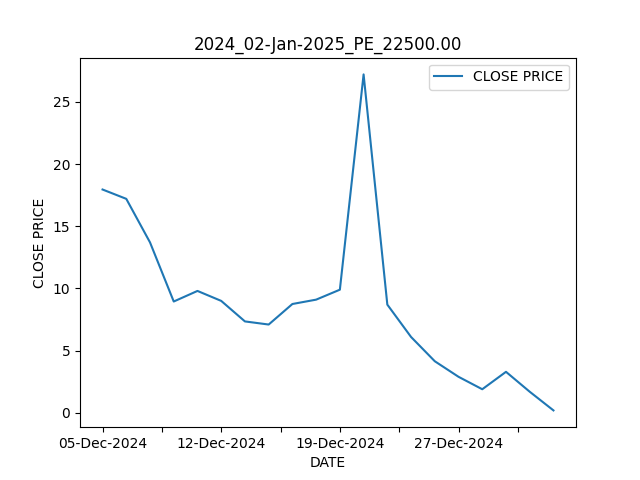 2024_02-Jan-2025_PE_22500.00
CLOSE PRICE
25
20
15
10
5
0
CLOSE PRICE
05-Dec-2024 12-Dec-2024 19-Dec-2024 27-Dec-2024
DATE